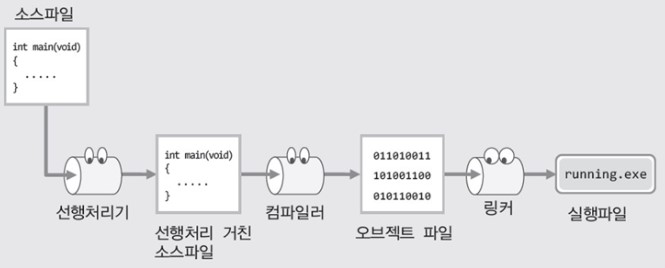 소스파일
int main(void)
{
.....
}
int main(void)
{
.....
}
011010011
101001100
010110010
running.exe
선행처리기
선행처리 거친
소스파일
컴파일러
오브젝트 파일
링커
실행파일